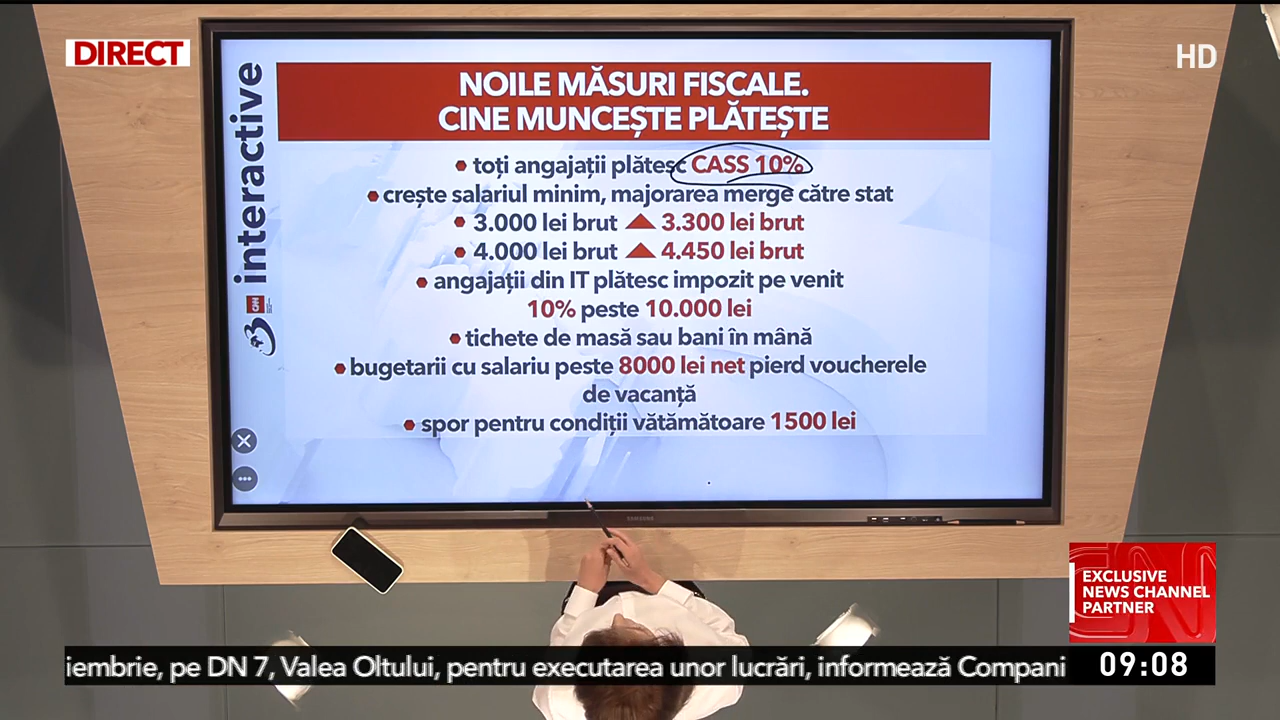 DIRECT
HD
interactive
CNN
NOILE MĂSURI FISCALE.
CINE MUNCEȘTE PLĂTEȘTE
toți angajații plătesc CASS 10%
crește salariul minim, majorarea merge către stat
3.000 lei brut 3.300 lei brut
4.000 lei brut 4.450 lei brut
angajații din IT plătesc impozit pe venit
10% peste 10.000 lei
tichete de masă sau bani în mână
bugetarii cu salariu peste 8000 lei net pierd voucherele
de vacanță
spor pentru condiții vătămătoare 1500 lei
SAMSUNG
CNN
EXCLUSIVE
NEWS CHANNEL
PARTNER
iembrie, pe DN 7, Valea Oltului, pentru executarea unor lucrări, informează Compani
09:08